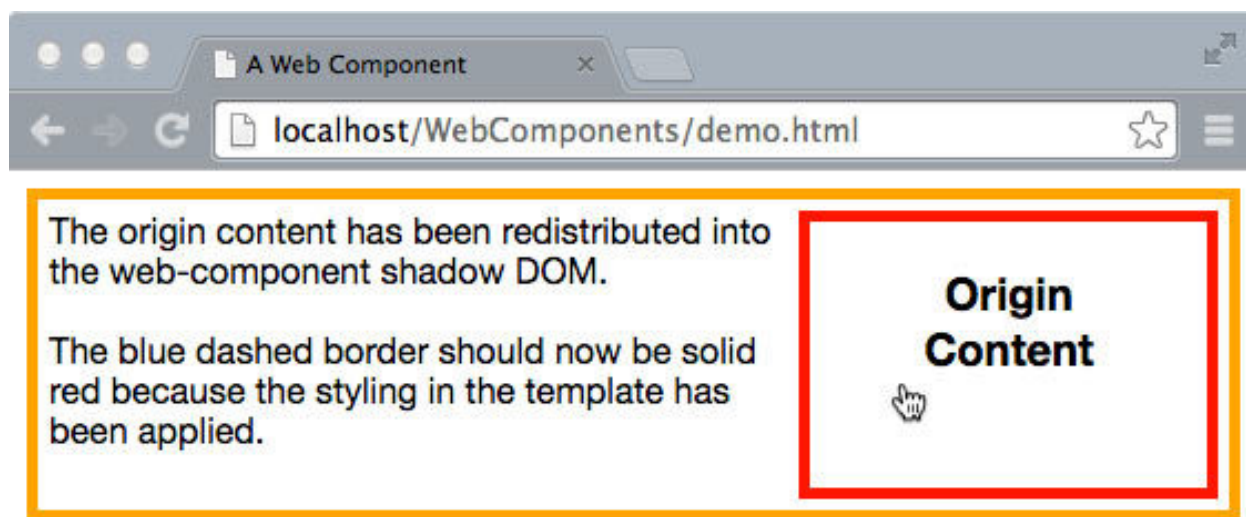 A Web Component
localhost/WebComponents/demo.html
The origin content has been redistributed into
the web-component shadow DOM.
The blue dashed border should now be solid
red because the styling in the template has
been applied.
Origin
Content